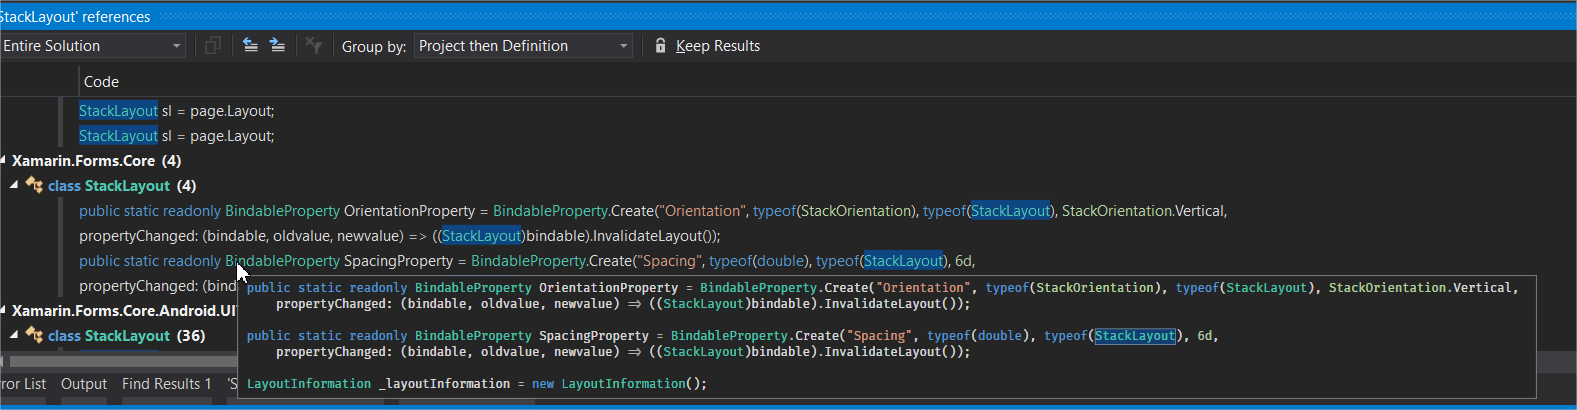 StackLayout' references
Entire Solution Group by: Project then Definition Keep Results
Code
StackLayout sl = page.Layout;
StackLayout sl = page.Layout;
Xamarin.Forms.Core (4)
class StackLayout (4)
public static readonly BindableProperty OrientationProperty = BindableProperty.Create("Orientation", typeof(StackOrientation), typeof(StackLayout), StackOrientation.Vertical,
propertyChanged: (bindable, oldvalue, newvalue) => ((StackLayout)bindable).InvalidateLayout());
public static readonly BindableProperty SpacingProperty = BindableProperty.Create("Spacing", typeof(double), typeof(StackLayout), 6d,
propertyChanged: (bind
public static readonly BindableProperty OrientationProperty = BindableProperty.Create("Orientation", typeof(StackOrientation), typeof(StackLayout), StackOrientation.Vertical,
propertyChanged: (bindable, oldvalue, newvalue) => ((StackLayout)bindable).InvalidateLayout());
public static readonly BindableProperty SpacingProperty = BindableProperty.Create("Spacing", typeof(double), typeof(StackLayout), 6d,
propertyChanged: (bindable, oldvalue, newvalue) => ((StackLayout)bindable).InvalidateLayout());
LayoutInformation _layoutInformation = new LayoutInformation();
Xamarin.Forms.Core.Android.UI
class StackLayout (36)
ror List Output Find Results 1 'S